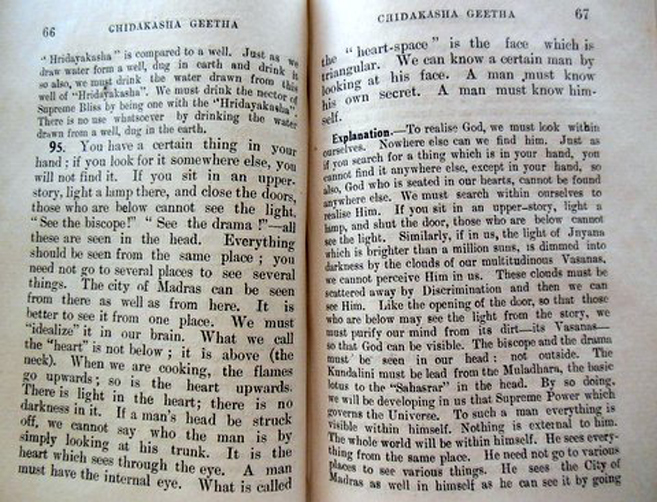 66
CHIDAKASHA GEETHA
"Hridayakasha" is compared to a well. Just as we
draw water form a well, dug in earth and drink it
so also, we must drink the water drawn from this
well of "Hridayakasha". We must drink the nector of
Supreme Bliss by being one with the "Hridayakasha".
There is no use whatsoever by drinking the water
drawn from a well, dug in the earth.
95. You have a certain thing in your
hand ; if you look for it somewhere else, you
will not find it. If you sit in an upper-
story, light a lamp there, and close the doors,
those who are below cannot see the light.
"See the biscope!" "See the drama !"—all
these are seen in the head. Everything
should be seen from the same place ; you
need not go to several places to see several
things. The city of Madras can be seen
from there as well as from here. It is
better to see it from one place. We must
"idealize" it in our brain. What we call
the "heart" is not below ; it is above (the
neck). When we are cooking, the flames
go upwards; so is the heart upwards.
There is light in the heart; there is no
darkness in it. If a man's head be struck
off, we cannot say who the man is by
simply looking at his trunk. It is the
heart which sees through the eye. A man
must have the internal eye. What is called
CHIDAKASHA GEETHA
67
the "heart-space" is the face which is
triangular. We can know a certain man by
looking at his face. A man must know
his own secret. A man must know him-
self.
Explanation.—To realise God, we must look within
ourselves. Nowhere else can we find him. Just as
if you search for a thing which is in your hand, you
cannot find it anywhere else, except in your hand, so
also, God who is seated in our hearts, cannot be found
anywhere else. We must search within ourselves to
realise Him. If you sit in an upper-story, light a
lamp, and shut the door, those who are below cannot
see the light. Similarly, if in us, the light of Jnyana
which is brighter than a million suns, is dimmed into
darkness by the clouds of our multitudinous Vasanas,
we cannot perceive Him in us. These clouds must be
scattered away by Discrimination and then we can
see Him. Like the opening of the door, so that those
who are below may see the light from the story, we
must purify our mind from its dirt—its Vasanas—
so that God can be visible. The biscope and the drama
must be seen in our head : not outside. The
Kundalini must be lead from the Muladhara, the basic
lotus to the "Sahasrar" in the head. By so doing,
we will be developing in us that Supreme Power which
governs the Universe. To such a man everything is
visible within himself. Nothing is external to him.
The whole world will be within himself. He sees every-
thing from the same place. He need not go to various
places to see various things. He sees the City of
Madras as well in himself as he can see it by going